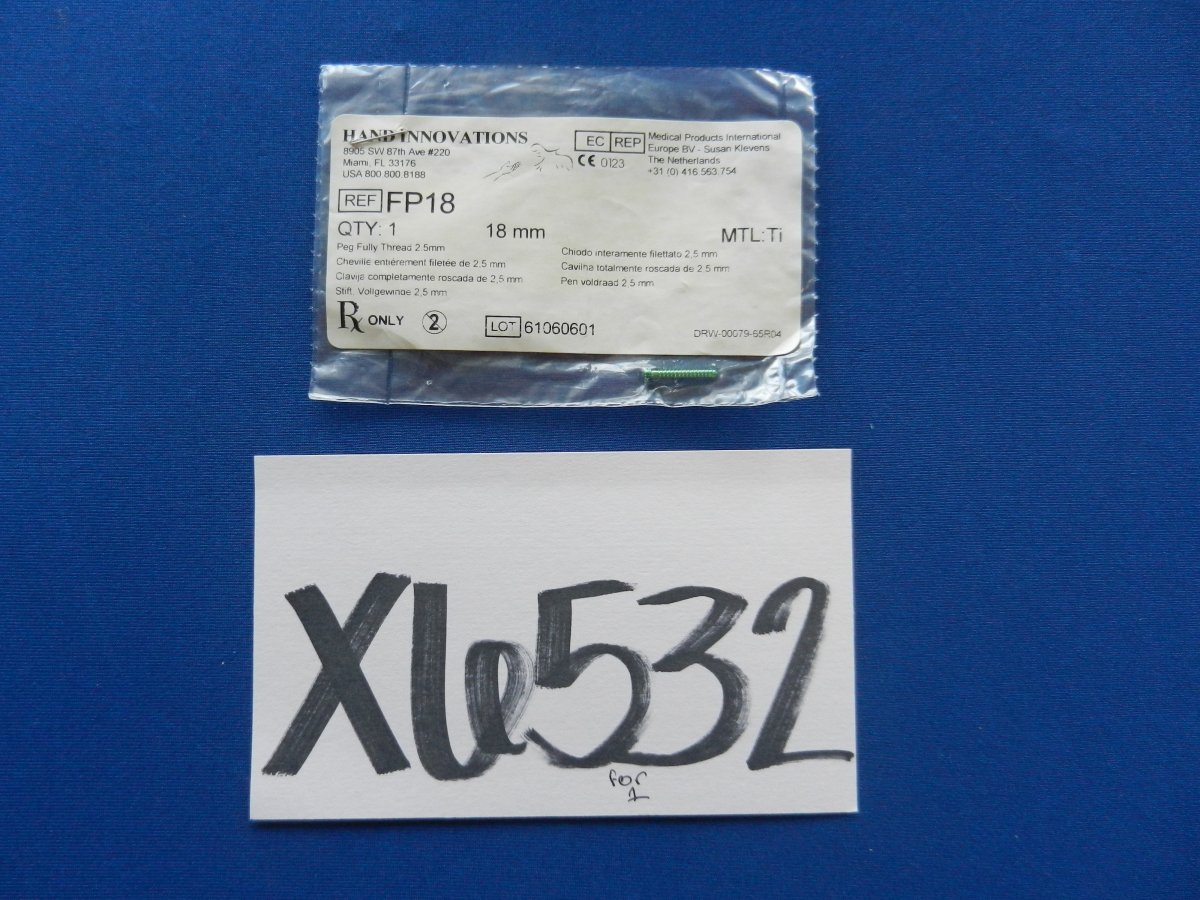 HAND INNOVATIONS
8905 SW 87th Ave #220
Miami, FL 33176
USA 800 800 8188
EC REP
CE 0123
Medical Products International
Europe BV - Susan Klevens
The Netherlands
+31 (0) 416 563 754
REF FP18
QTY: 1 18 mm MTL:Ti
Peg Fully Thread 2.5mm
Cheville entièrement filetée de 2,5 mm
Clavija completamente roscada de 2,5 mm
Stift, Vollgewinde 2,5 mm
Chiodo interamente filettato 2,5 mm
Cavilha totalmente roscada de 2.5 mm
Pen voldraad 2.5 mm
Rx ONLY 2 LOT 61060601 DRW-00079-65R04
X6532
for
1